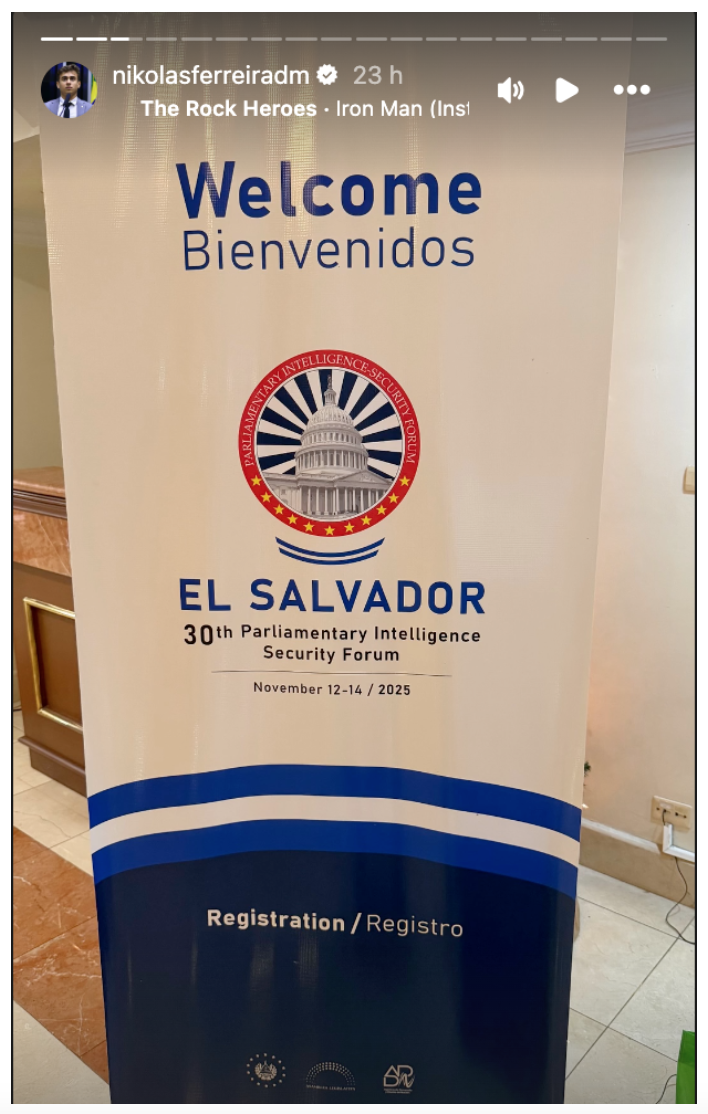 nikolasferreiradm 23 h
The Rock Heroes · Iron Man (Inst
Welcome
Bienvenidos
PARLIAMENTARY INTELLIGENCE-SECURITY FORUM
EL SALVADOR
30th Parliamentary Intelligence
Security Forum
November 12-14 / 2025
Registration / Registro